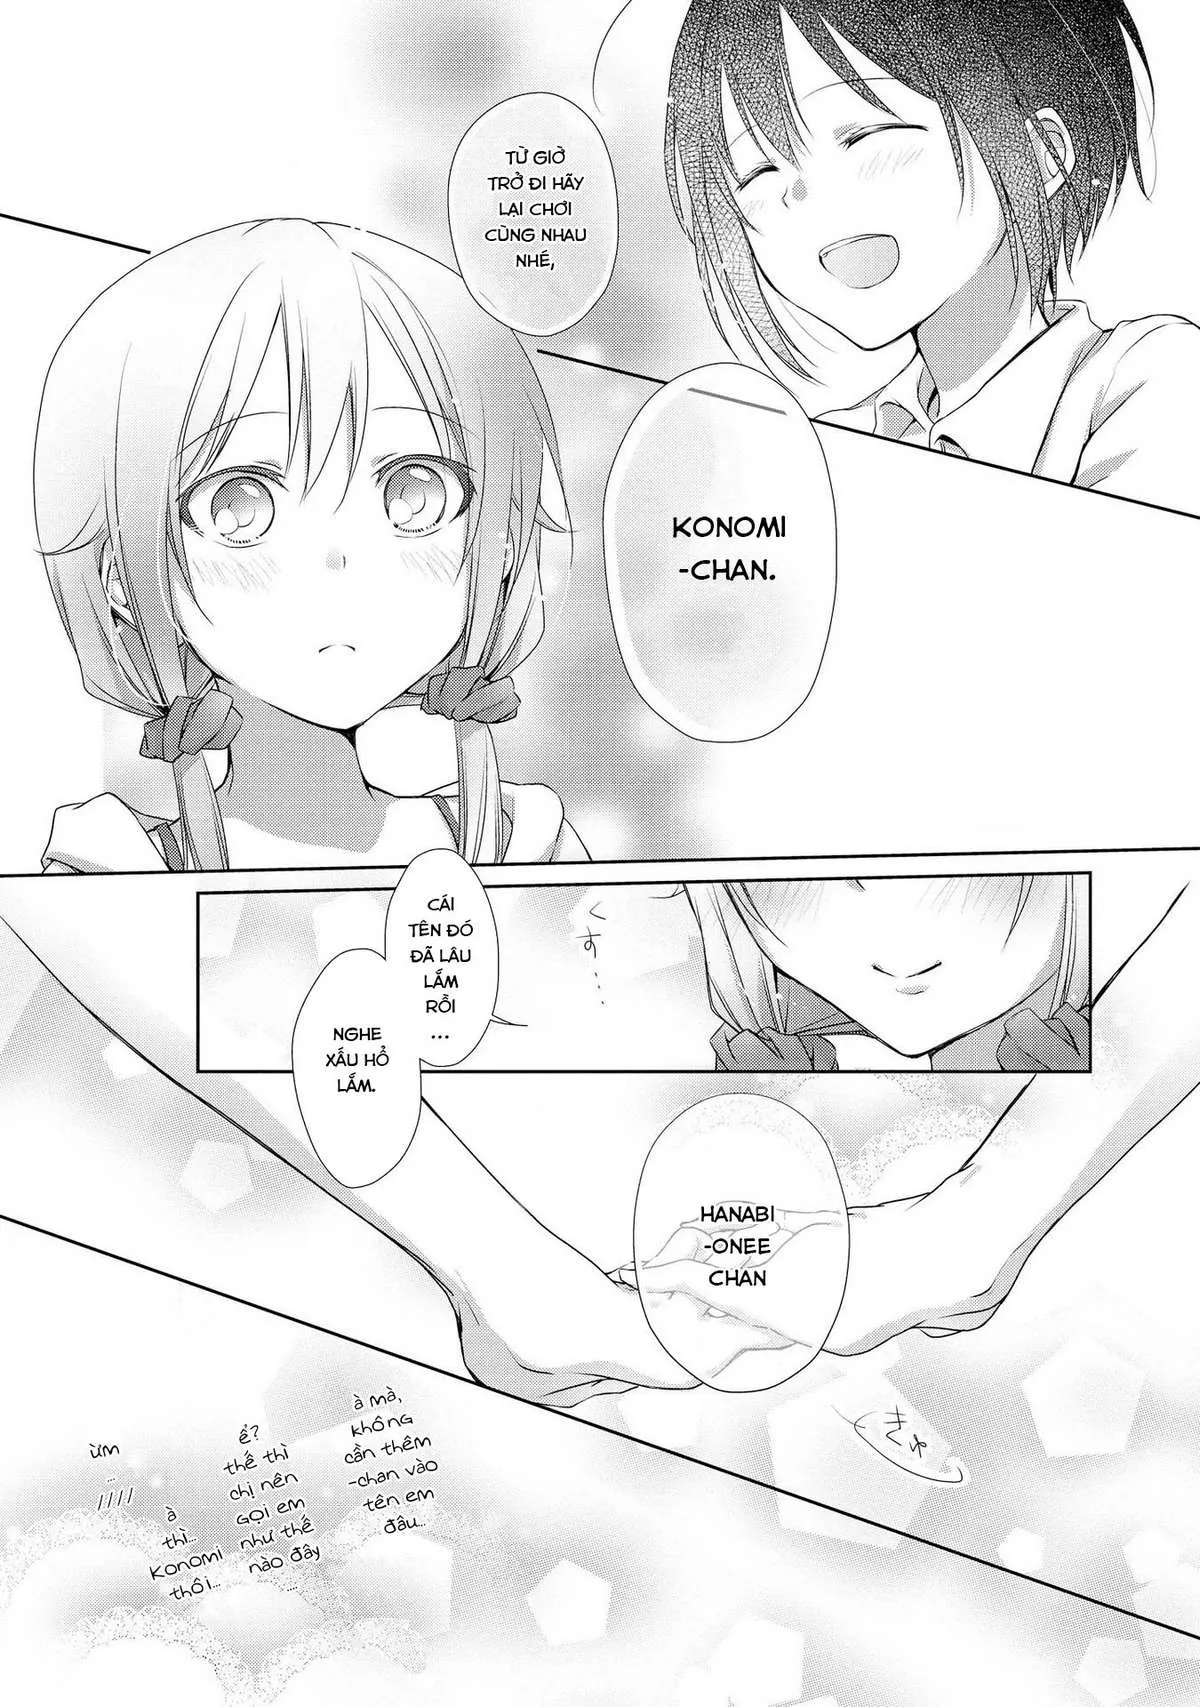 TỪ GIỜ
TRỞ ĐI HÃY
LẠI CHƠI
CÙNG NHAU
NHÉ,
KONOMI
-CHAN.
くす…
CÁI
TÊN ĐÓ
ĐÃ LÂU
LẮM
RỒI
...
NGHE
XẤU HỔ
LẮM.
HANABI
-ONEE
CHAN
きゅ
à mà,
không
cần thêm
-chan vào
tên em
đâu...
ể?
thế thì
chị nên
gọi em
như thế
nào đây
...
à
thì...
Konomi
thôi...
ừm
...
////